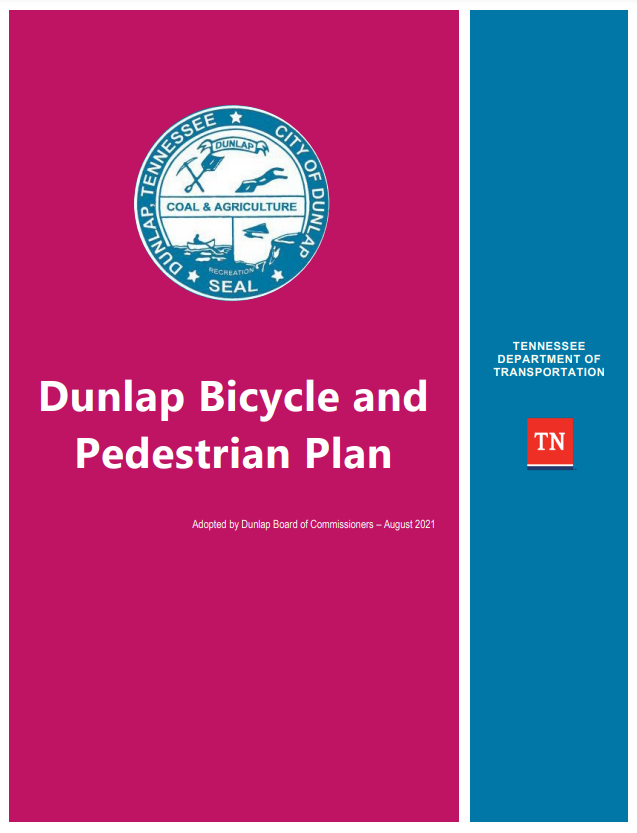 DUNLAP, TENNESSEE ★ CITY OF DUNLAP
DUNLAP
COAL & AGRICULTURE
RECREATION
★ SEAL ★
Dunlap Bicycle and
Pedestrian Plan
Adopted by Dunlap Board of Commissioners – August 2021
TENNESSEE
DEPARTMENT OF
TRANSPORTATION
TN